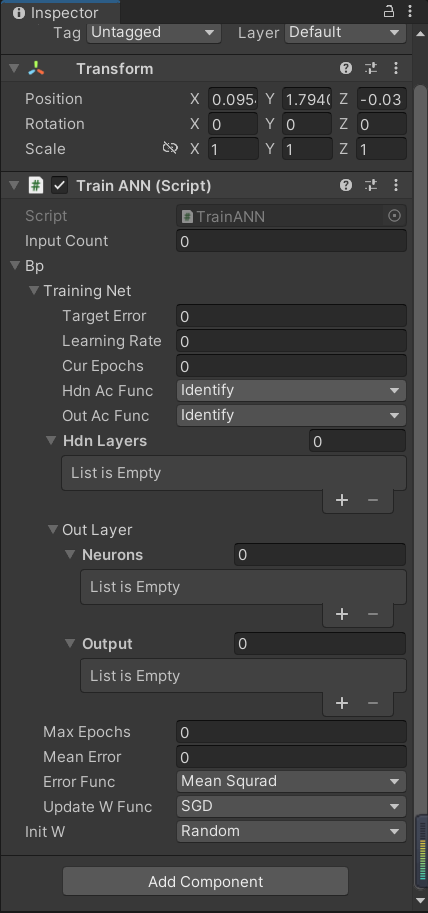 Inspector
Tag Untagged Layer Default
Transform
Position X 0.095 Y 1.7940 Z -0.03
Rotation X 0 Y 0 Z 0
Scale X 1 Y 1 Z 1
# Train ANN (Script)
Script # TrainANN
Input Count 0
Bp
Training Net
Target Error 0
Learning Rate 0
Cur Epochs 0
Hdn Ac Func Identify
Out Ac Func Identify
Hdn Layers 0
List is Empty
+ −
Out Layer
Neurons 0
List is Empty
+ −
Output 0
List is Empty
+ −
Max Epochs 0
Mean Error 0
Error Func Mean Squrad
Update W Func SGD
Init W Random
Add Component